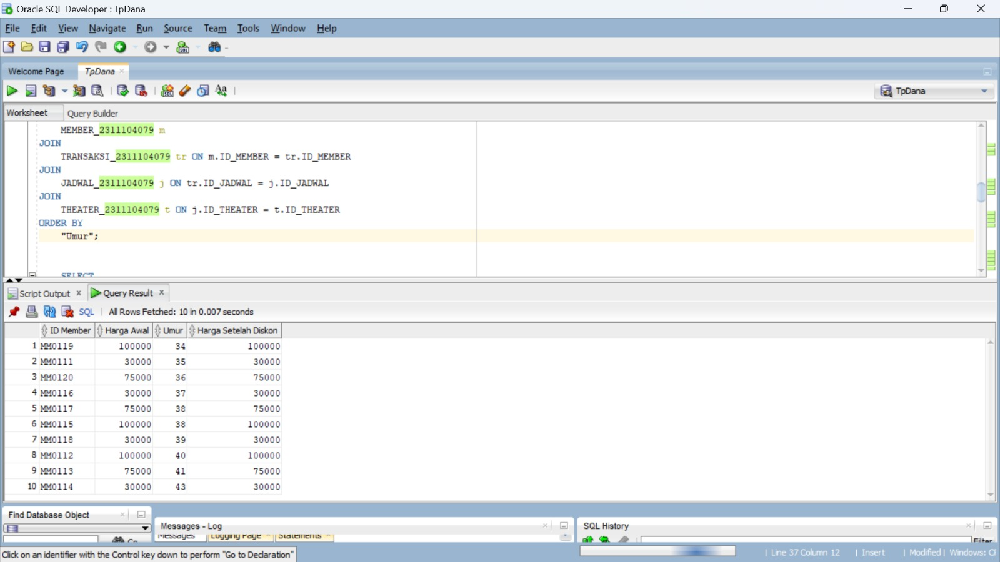 Oracle SQL Developer : TpDana
File Edit View Navigate Run Source Team Tools Window Help
Welcome Page TpDana
TpDana
Worksheet Query Builder
MEMBER_2311104079 m
JOIN
TRANSAKSI_2311104079 tr ON m.ID_MEMBER = tr.ID_MEMBER
JOIN
JADWAL_2311104079 j ON tr.ID_JADWAL = j.ID_JADWAL
JOIN
THEATER_2311104079 t ON j.ID_THEATER = t.ID_THEATER
ORDER BY
"Umur";
SELECT
Script Output x Query Result x
SQL | All Rows Fetched: 10 in 0.007 seconds
ID Member Harga Awal Umur Harga Setelah Diskon
1 MM0119 100000 34 100000
2 MM0111 30000 35 30000
3 MM0120 75000 36 75000
4 MM0116 30000 37 30000
5 MM0117 75000 38 75000
6 MM0115 100000 38 100000
7 MM0118 30000 39 30000
8 MM0112 100000 40 100000
9 MM0113 75000 41 75000
10 MM0114 30000 43 30000
Find Database Object
Messages - Log
SQL History
Messages Logging Page Statements
Go
Filter
Click on an identifier with the Control key down to perform "Go to Declaration"
| Line 37 Column 12 | Insert | Modified | Windows: